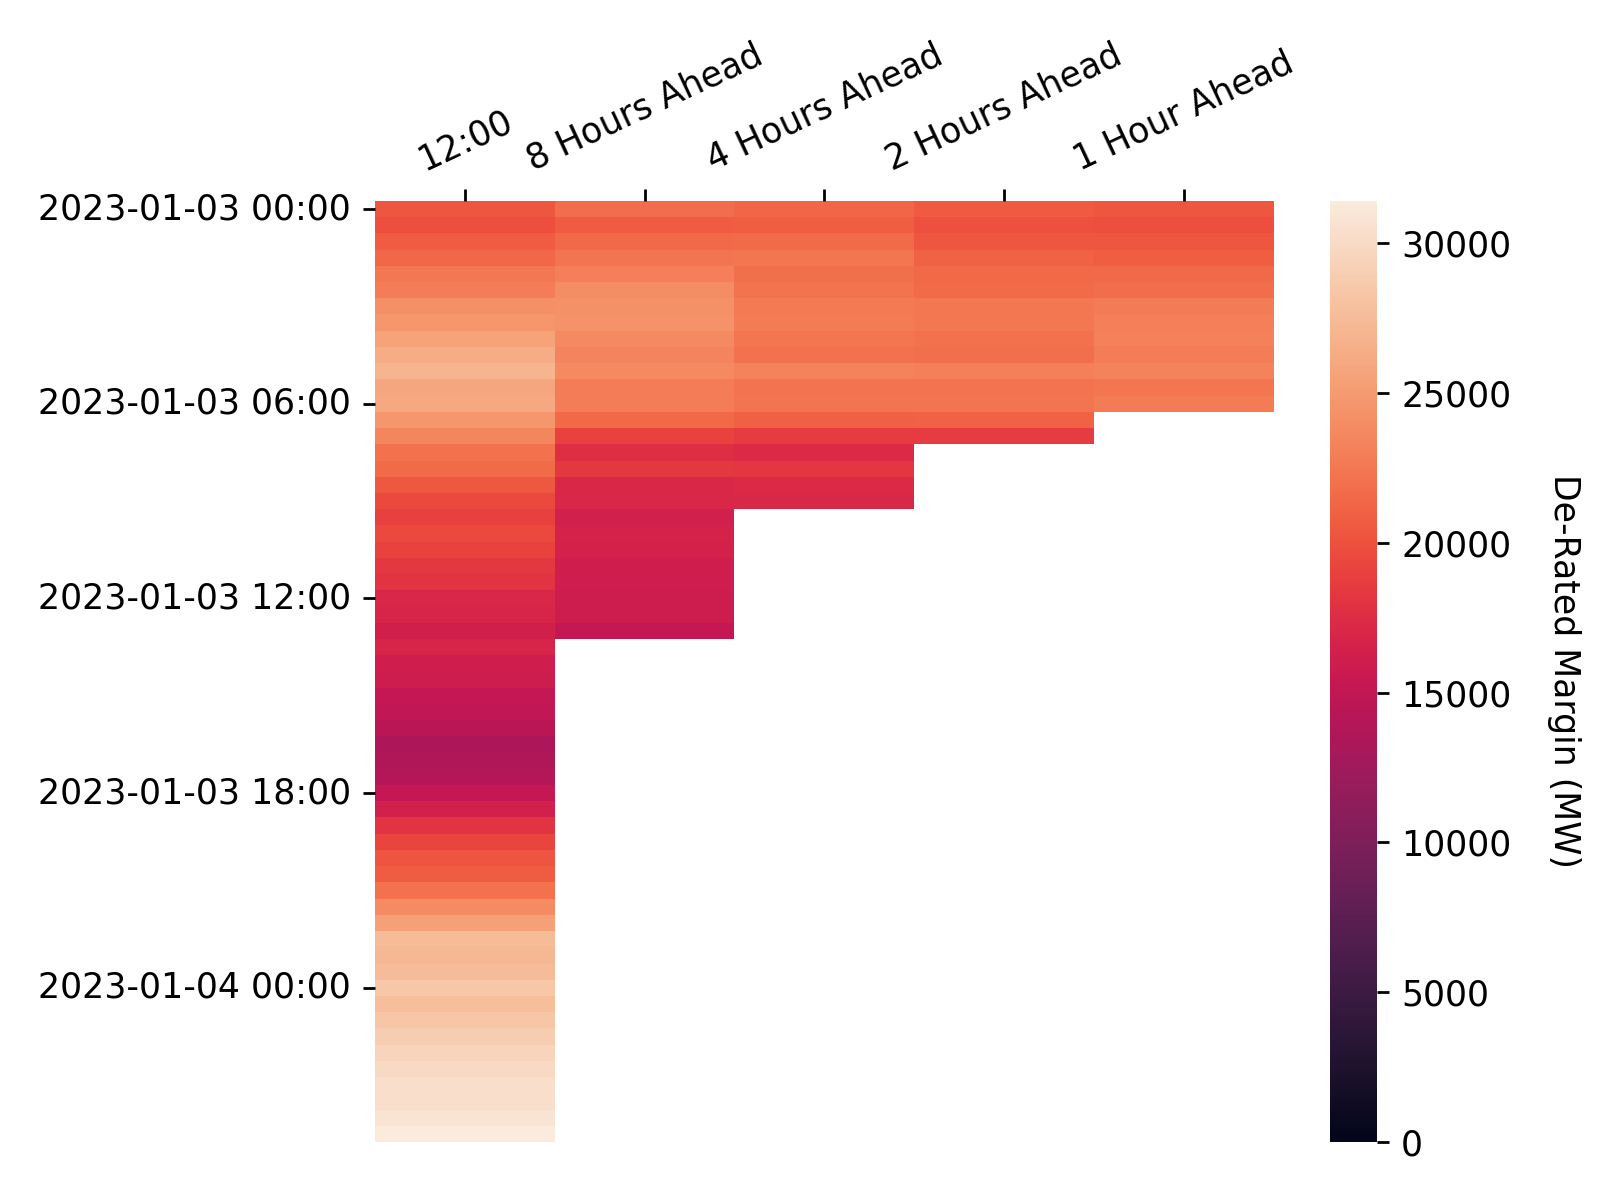 12:00
8 Hours Ahead
4 Hours Ahead
2 Hours Ahead
1 Hour Ahead
2023-01-03 00:00
2023-01-03 06:00
2023-01-03 12:00
2023-01-03 18:00
2023-01-04 00:00
30000
25000
20000
15000
10000
5000
0
De-Rated Margin (MW)